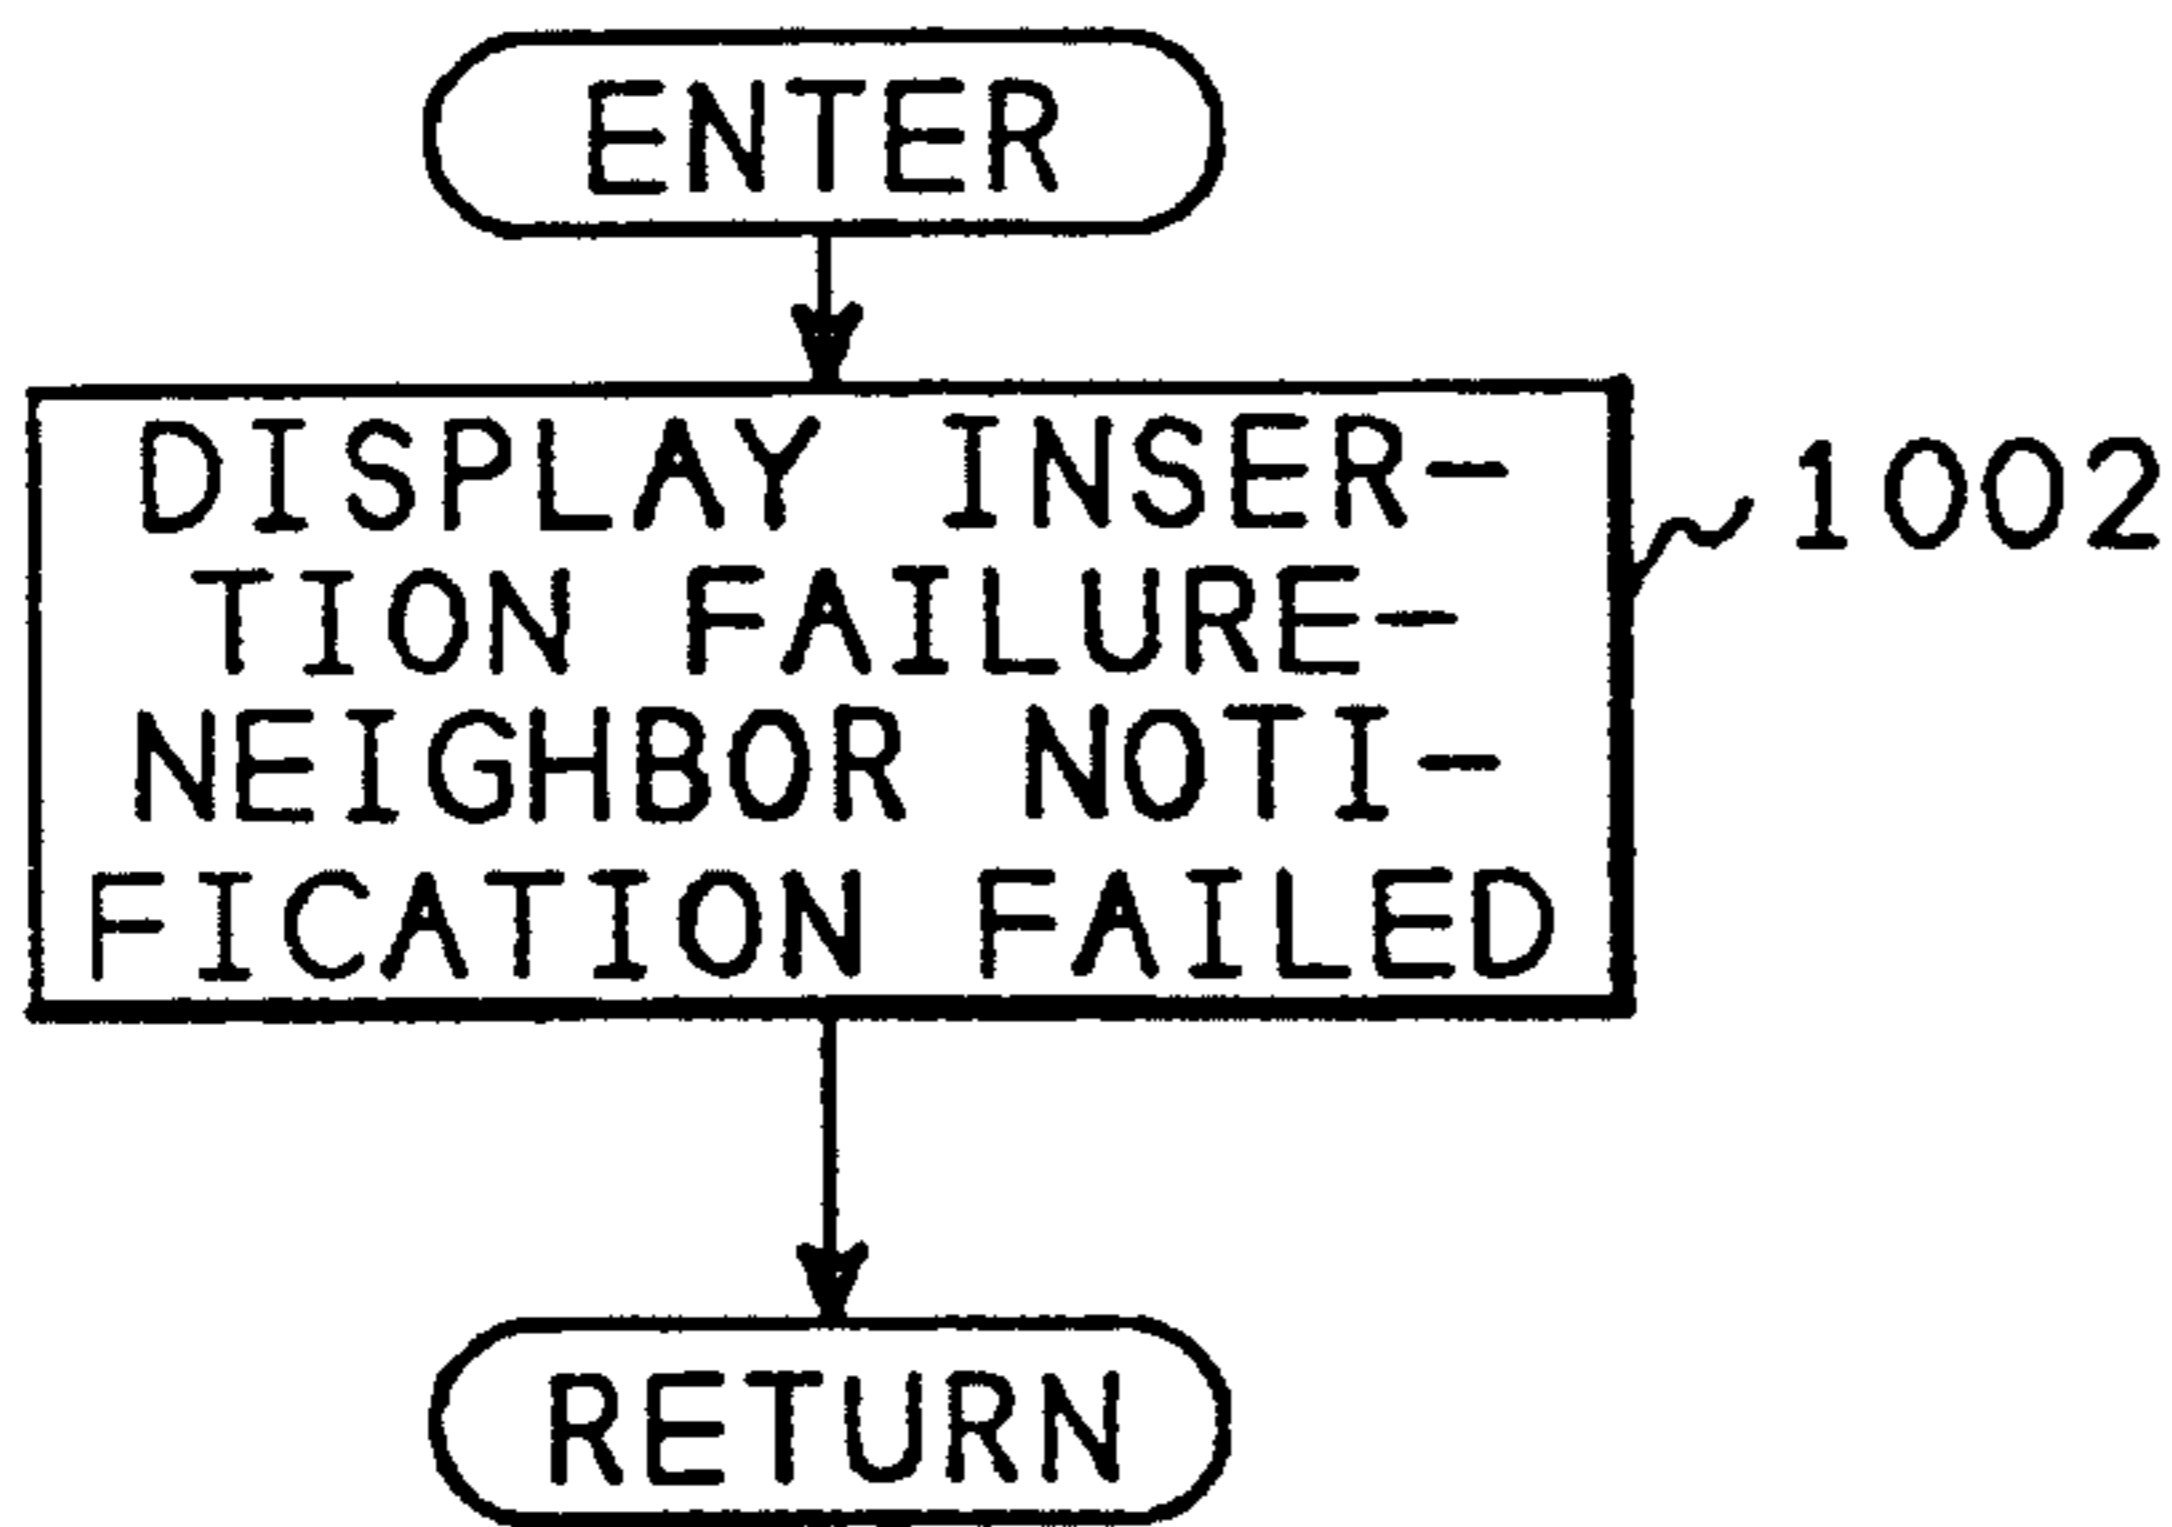 ENTER
DISPLAY INSER-
TION FAILURE-
NEIGHBOR NOTI-
FICATION FAILED
1002
RETURN